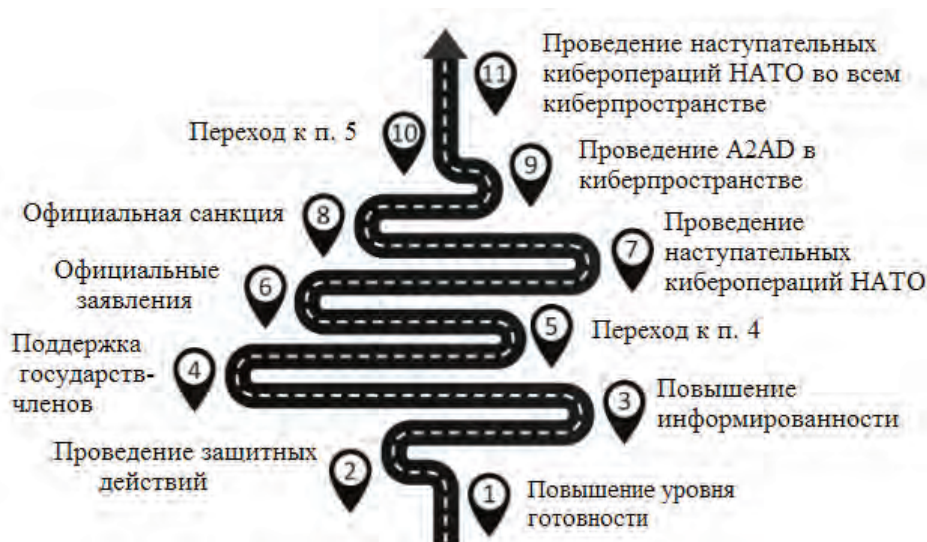 11
Проведение наступательных
киберопераций НАТО во всем
киберпространстве
Переход к п. 5
10
9
Проведение A2AD в
киберпространстве
Официальная санкция
8
7
Проведение
наступательных
киберопераций НАТО
Официальные
заявления
6
5
Переход к п. 4
Поддержка
государств-
членов
4
3
Повышение
информированности
Проведение защитных
действий
2
1
Повышение уровня
готовности